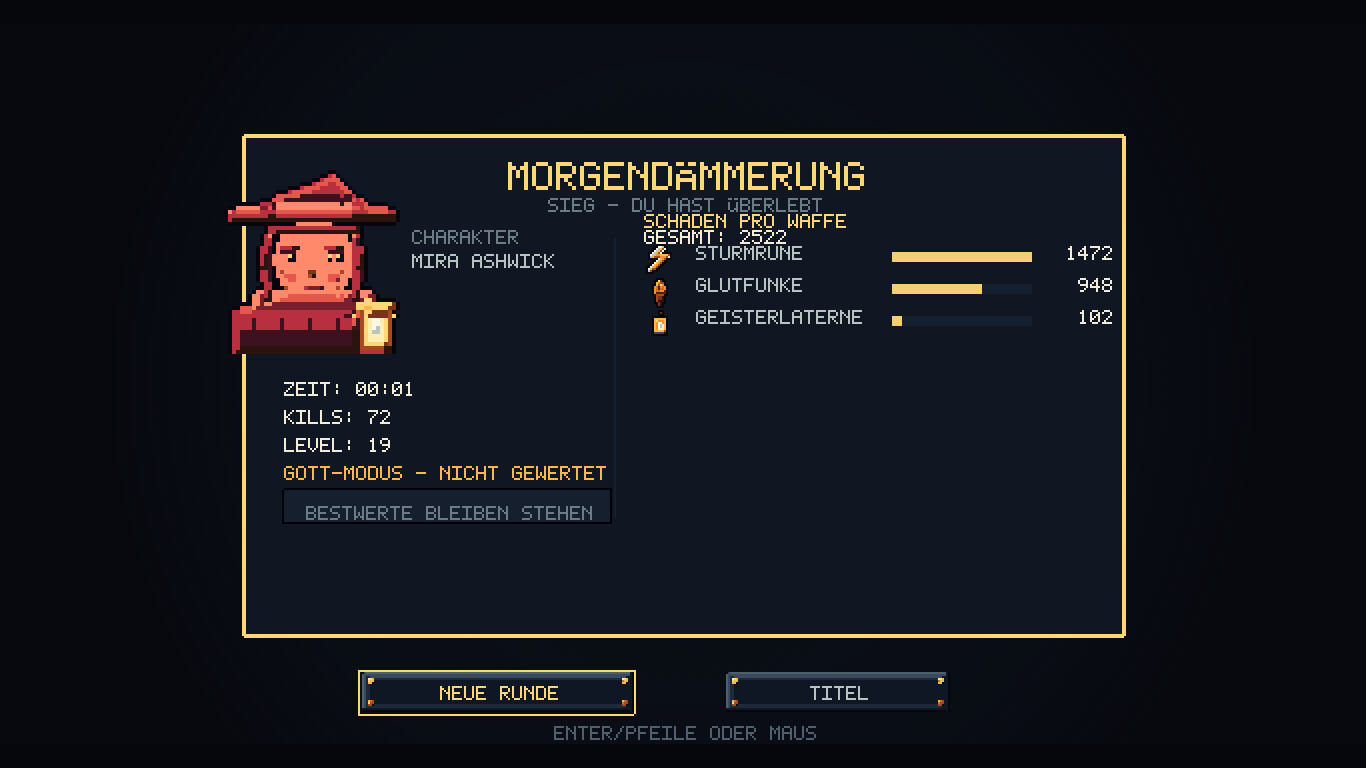 MORGENDäMMERUNG
SIEG - DU HAST üBERLEBT
CHARAKTER
MIRA ASHWICK
ZEIT: 00:01
KILLS: 72
LEVEL: 19
GOTT-MODUS - NICHT GEWERTET
BESTWERTE BLEIBEN STEHEN
SCHADEN PRO WAFFE
GESAMT: 2522
STURMRUNE 1472
GLUTFUNKE 948
GEISTERLATERNE 102
NEUE RUNDE
TITEL
ENTER/PFEILE ODER MAUS